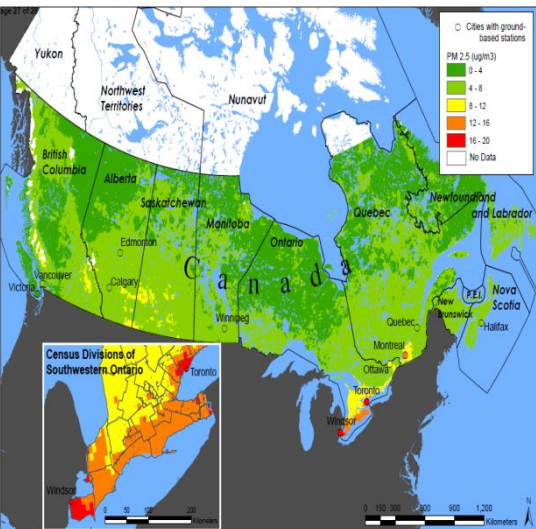 age 27 of 29
Cities with ground-
based stations
PM 2.5 (ug/m3)
0 - 4
4 - 8
8 - 12
12 - 16
16 - 20
No Data
Yukon
Northwest
Territories
Nunavut
British
Columbia
Alberta
Saskatchewan
Manitoba
Ontario
Quebec
Newfoundland
and Labrador
Canada
Edmonton
Vancouver
Victoria
Calgary
Winnipeg
P.E.I.
Nova
Scotia
New
Brunswick
Quebec
Halifax
Montreal
Ottawa
Toronto
Windsor
Census Divisions of
Southwestern Ontario
Toronto
Windsor
0 50 100 200
Kilometers
0 150 300 600 900 1,200
Kilometers
N